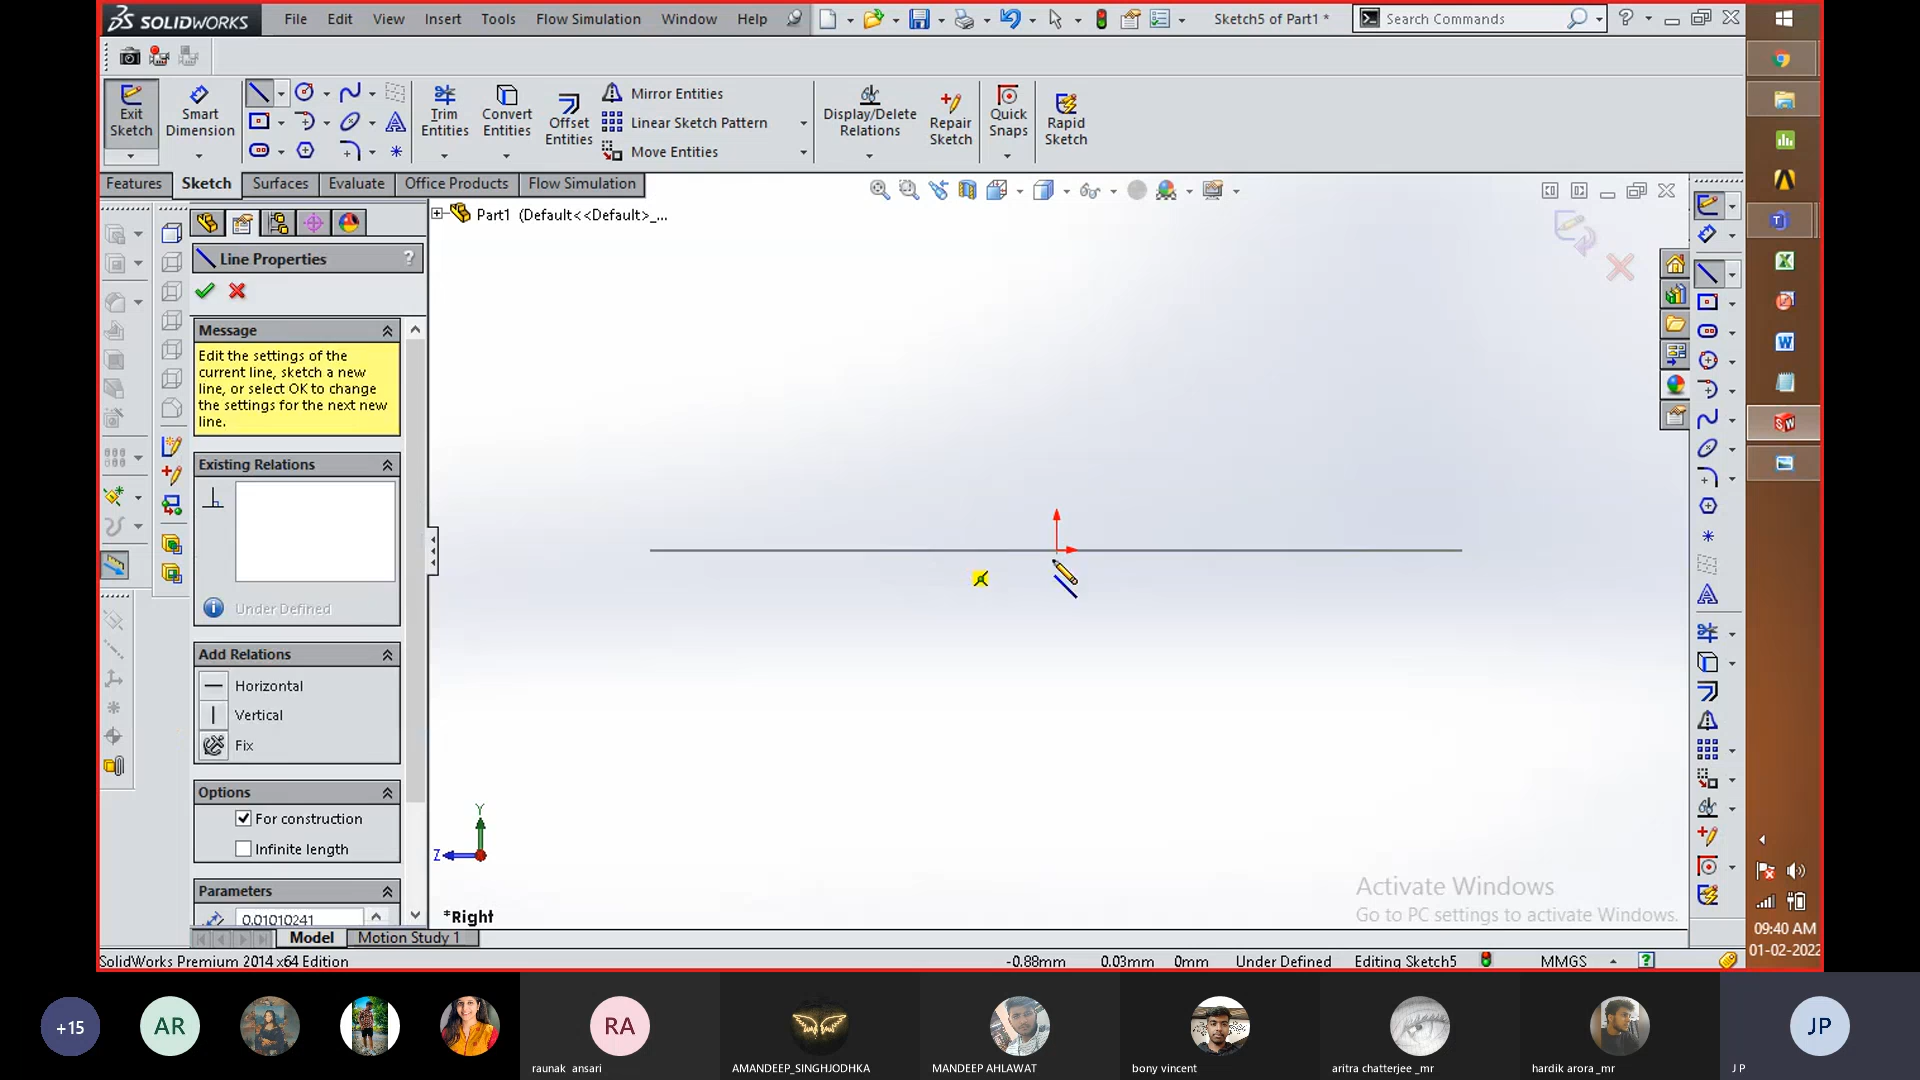 SOLIDWORKS
File Edit View Insert Tools Flow Simulation Window Help
Sketch5 of Part1 *
Search Commands
Exit Sketch
Smart Dimension
Trim Entities
Convert Entities
Offset Entities
Mirror Entities
Linear Sketch Pattern
Move Entities
Display/Delete Relations
Repair Sketch
Quick Snaps
Rapid Sketch
Features Sketch Surfaces Evaluate Office Products Flow Simulation
Part1 (Default<<Default>_...
Line Properties ?
Message
Edit the settings of the
current line, sketch a new
line, or select OK to change
the settings for the next new
line.
Existing Relations
Under Defined
Add Relations
Horizontal
Vertical
Fix
Options
For construction
Infinite length
Parameters
0.01010241
Y
Z
*Right
Activate Windows
Go to PC settings to activate Windows.
Model Motion Study 1
SolidWorks Premium 2014 x64 Edition
-0.88mm 0.03mm 0mm Under Defined Editing Sketch5 MMGS
09:40 AM
01-02-2022
+15
AR
RA
JP
raunak ansari
AMANDEEP_SINGHJODHKA
MANDEEP AHLAWAT
bony vincent
aritra chatterjee _mr
hardik arora _mr
J P